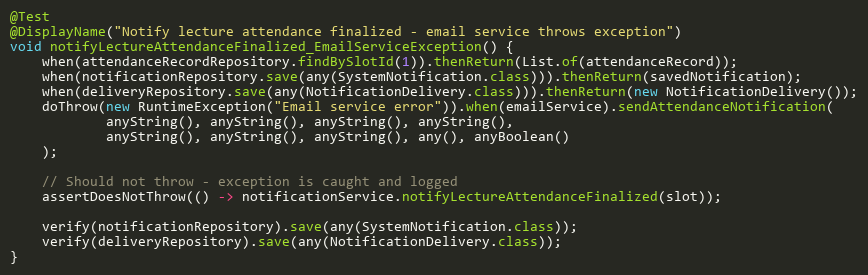 @Test
@DisplayName("Notify lecture attendance finalized - email service throws exception")
void notifyLectureAttendanceFinalized_EmailServiceException() {
    when(attendanceRecordRepository.findBySlotId(1)).thenReturn(List.of(attendanceRecord));
    when(notificationRepository.save(any(SystemNotification.class))).thenReturn(savedNotification);
    when(deliveryRepository.save(any(NotificationDelivery.class))).thenReturn(new NotificationDelivery());
    doThrow(new RuntimeException("Email service error")).when(emailService).sendAttendanceNotification(
            anyString(), anyString(), anyString(), anyString(),
            anyString(), anyString(), anyString(), any(), anyBoolean()
    );

    // Should not throw - exception is caught and logged
    assertDoesNotThrow(() -> notificationService.notifyLectureAttendanceFinalized(slot));

    verify(notificationRepository).save(any(SystemNotification.class));
    verify(deliveryRepository).save(any(NotificationDelivery.class));
}